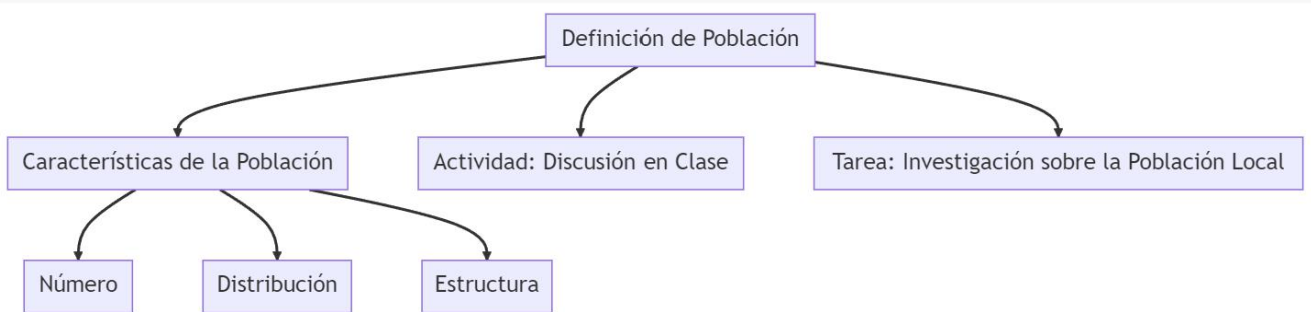 Definición de Población
Características de la Población
Actividad: Discusión en Clase
Tarea: Investigación sobre la Población Local
Número
Distribución
Estructura